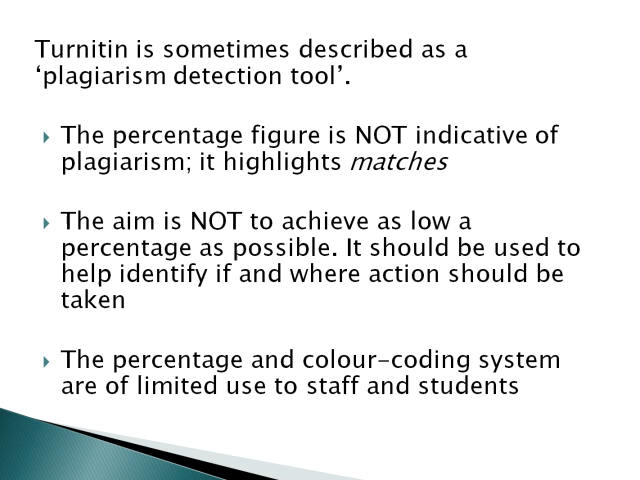 Turnitin is sometimes described as a
‘plagiarism detection tool’.
The percentage figure is NOT indicative of
plagiarism; it highlights matches
The aim is NOT to achieve as low a
percentage as possible. It should be used to
help identify if and where action should be
taken
The percentage and colour-coding system
are of limited use to staff and students